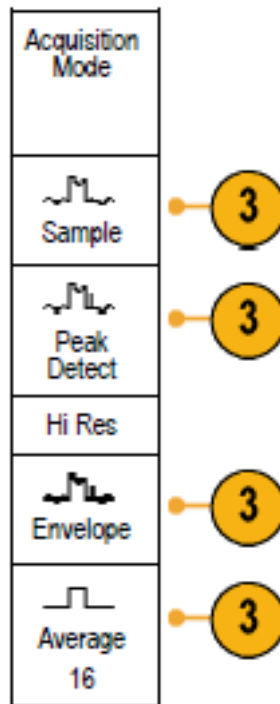 Acquisition
Mode
Sample
3
Peak
Detect
3
Hi Res
Envelope
3
Average
16
3